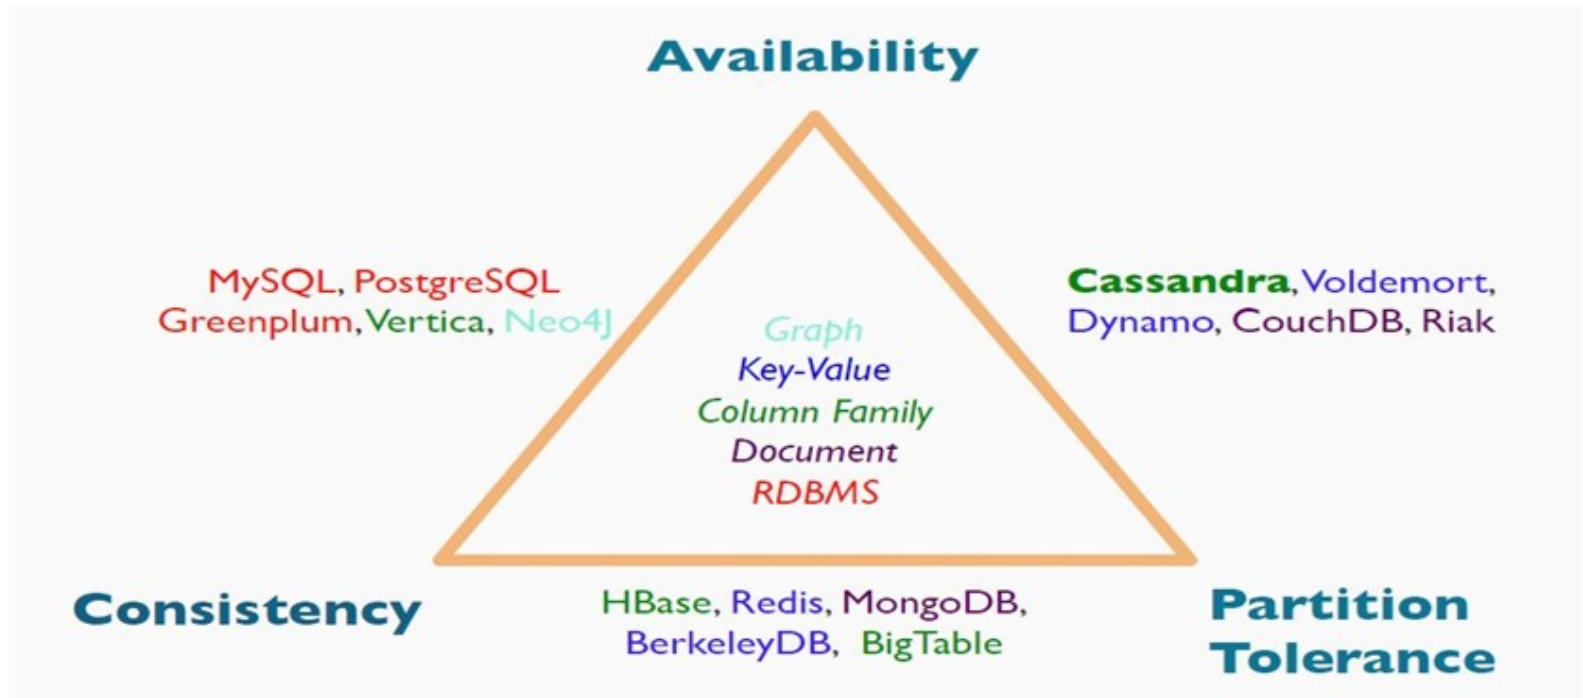 Availability
MySQL, PostgreSQL
Greenplum, Vertica, Neo4J
Cassandra, Voldemort,
Dynamo, CouchDB, Riak
Graph
Key-Value
Column Family
Document
RDBMS
Consistency
HBase, Redis, MongoDB,
BerkeleyDB, BigTable
Partition
Tolerance